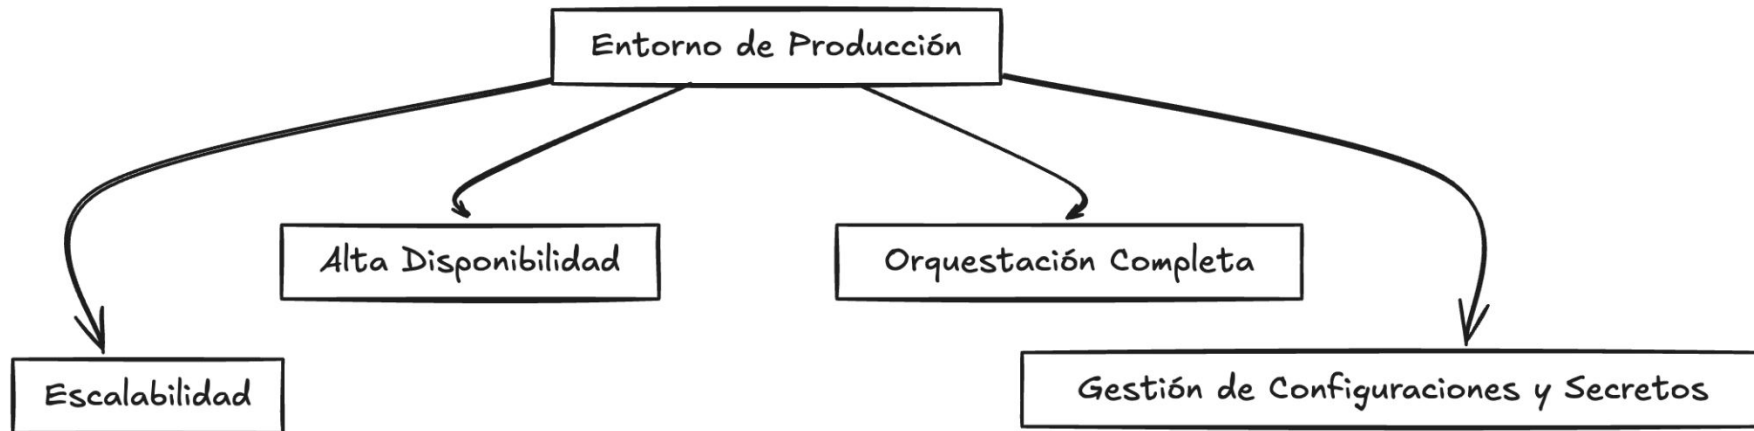 Entorno de Producción
Alta Disponibilidad
Orquestación Completa
Escalabilidad
Gestión de Configuraciones y Secretos